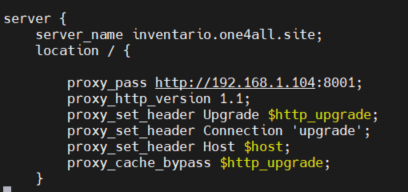 server {
server_name inventario.one4all.site;
location / {
proxy_pass http://192.168.1.104:8001;
proxy_http_version 1.1;
proxy_set_header Upgrade $http_upgrade;
proxy_set_header Connection 'upgrade';
proxy_set_header Host $host;
proxy_cache_bypass $http_upgrade;
}